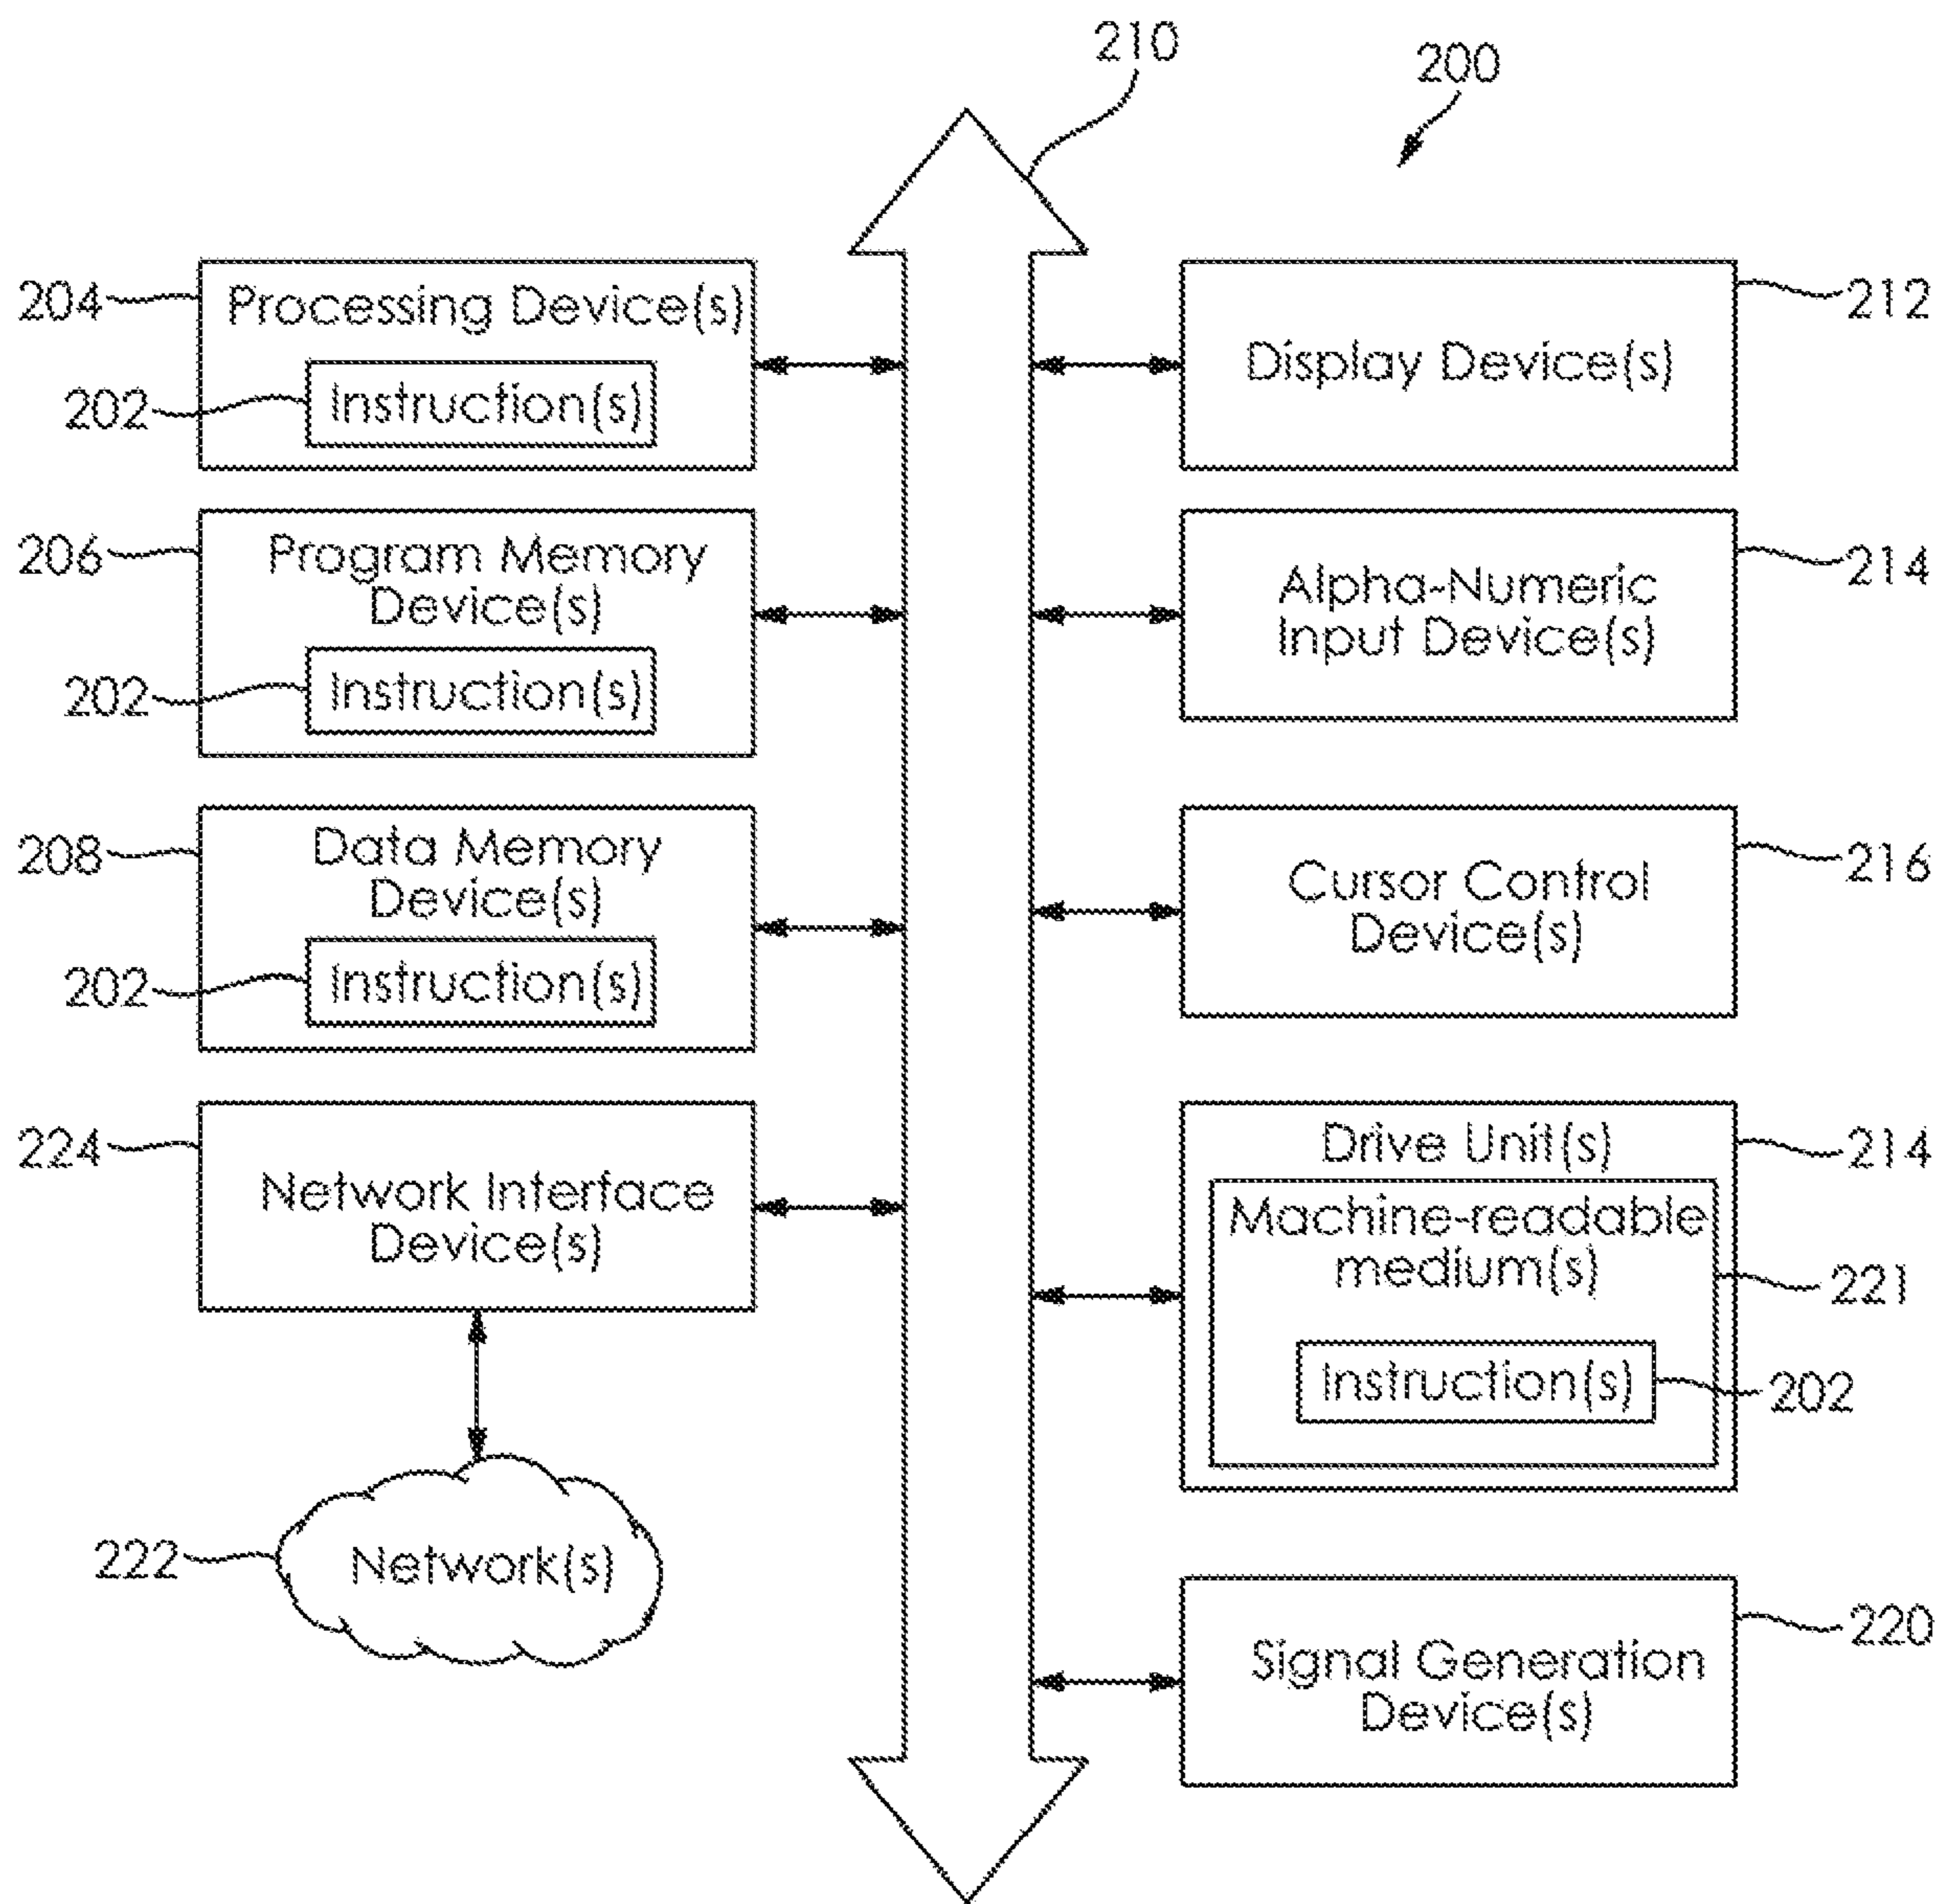 210
200
204
Processing Device(s)
202
Instruction(s)
206
Program Memory
Device(s)
202
Instruction(s)
208
Data Memory
Device(s)
202
Instruction(s)
224
Network Interface
Device(s)
222
Network(s)
212
Display Device(s)
214
Alpha-Numeric
Input Device(s)
216
Cursor Control
Device(s)
214
Drive Unit(s)
Machine-readable
medium(s)
221
Instruction(s)
202
220
Signal Generation
Device(s)